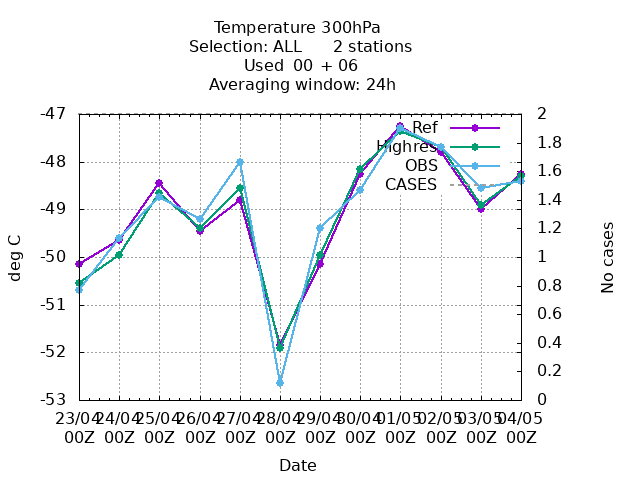 Temperature 300hPa
Selection: ALL 2 stations
Used 00 + 06
Averaging window: 24h
-47 2
Ref
1.8
Highres
-48 OBS 1.6
CASES
-49 1.4
1.2
-50 1
deg C No cases
0.8
-51
0.6
-52 0.4
0.2
-53 0
23/04 24/04 25/04 26/04 27/04 28/04 29/04 30/04 01/05 02/05 03/05 04/05
00Z 00Z 00Z 00Z 00Z 00Z 00Z 00Z 00Z 00Z 00Z 00Z
Date